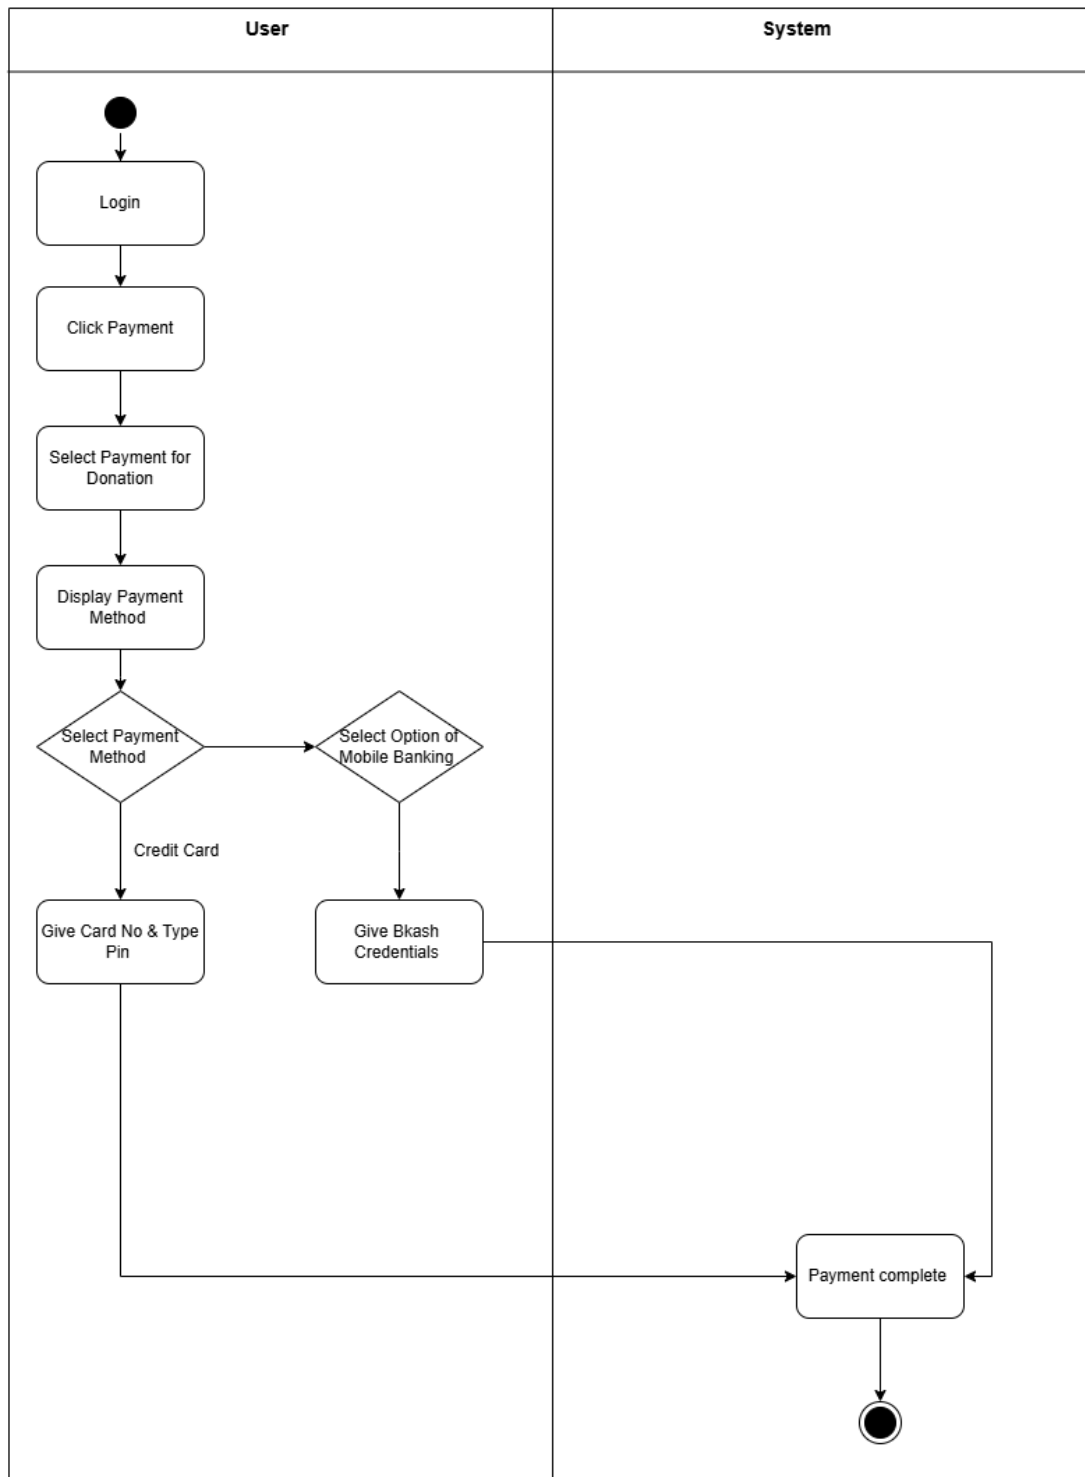 User
System
Login
Click Payment
Select Payment for
Donation
Display Payment
Method
Select Payment
Method
Select Option of
Mobile Banking
Credit Card
Give Card No & Type
Pin
Give Bkash
Credentials
Payment complete